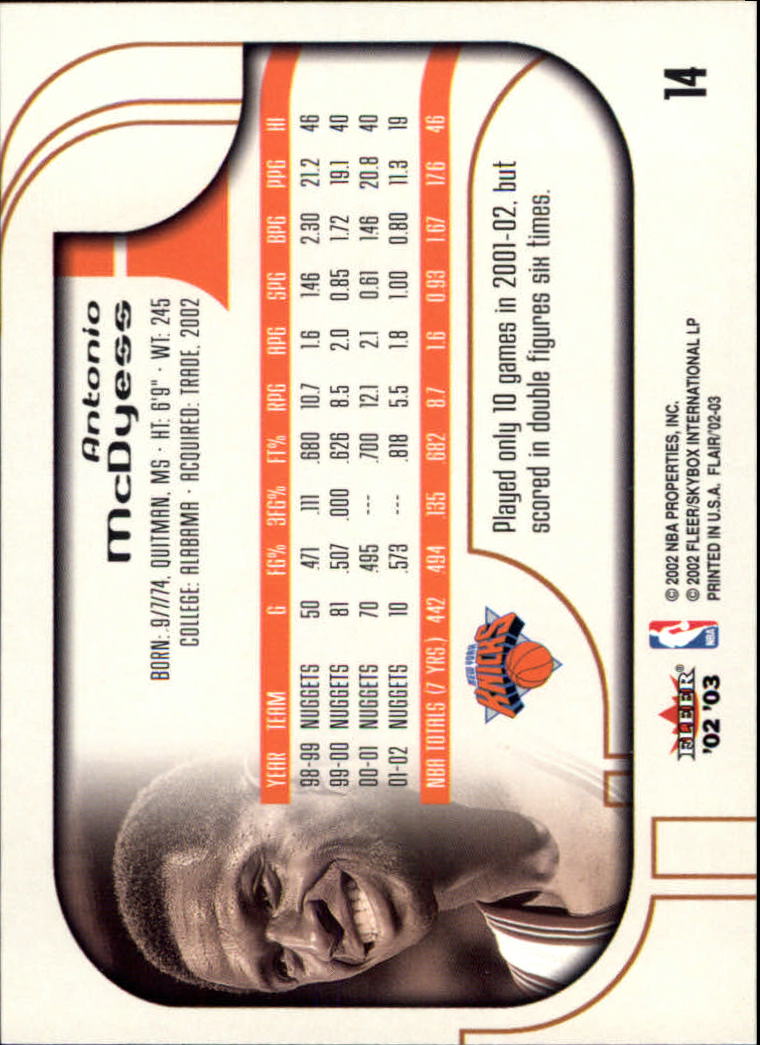 14
Antonio
McDyess
BORN: 9/7/74, QUITMAN, MS · HT: 6'9" · WT: 245
COLLEGE: ALABAMA · ACQUIRED: TRADE, 2002
YEAR TEAM G FG% 3FG% FT% RPG APG SPG BPG PPG HI
98-99 NUGGETS 50 .471 .111 .680 10.7 1.6 1.46 2.30 21.2 46
99-00 NUGGETS 81 .507 .000 .626 8.5 2.0 0.85 1.72 19.1 40
00-01 NUGGETS 70 .495 --- .700 12.1 2.1 0.61 1.46 20.8 40
01-02 NUGGETS 10 .573 --- .818 5.5 1.8 1.00 0.80 11.3 19
NBA TOTALS (7 YRS.) 442 .494 .135 .682 8.7 1.6 0.93 1.67 17.6 46
NEW YORK
KNICKS
Played only 10 games in 2001-02, but
scored in double figures six times.
FLEER®
'02 '03
NBA
© 2002 NBA PROPERTIES, INC.
© 2002 FLEER/SKYBOX INTERNATIONAL LP
PRINTED IN U.S.A. FLAIR/'02-03